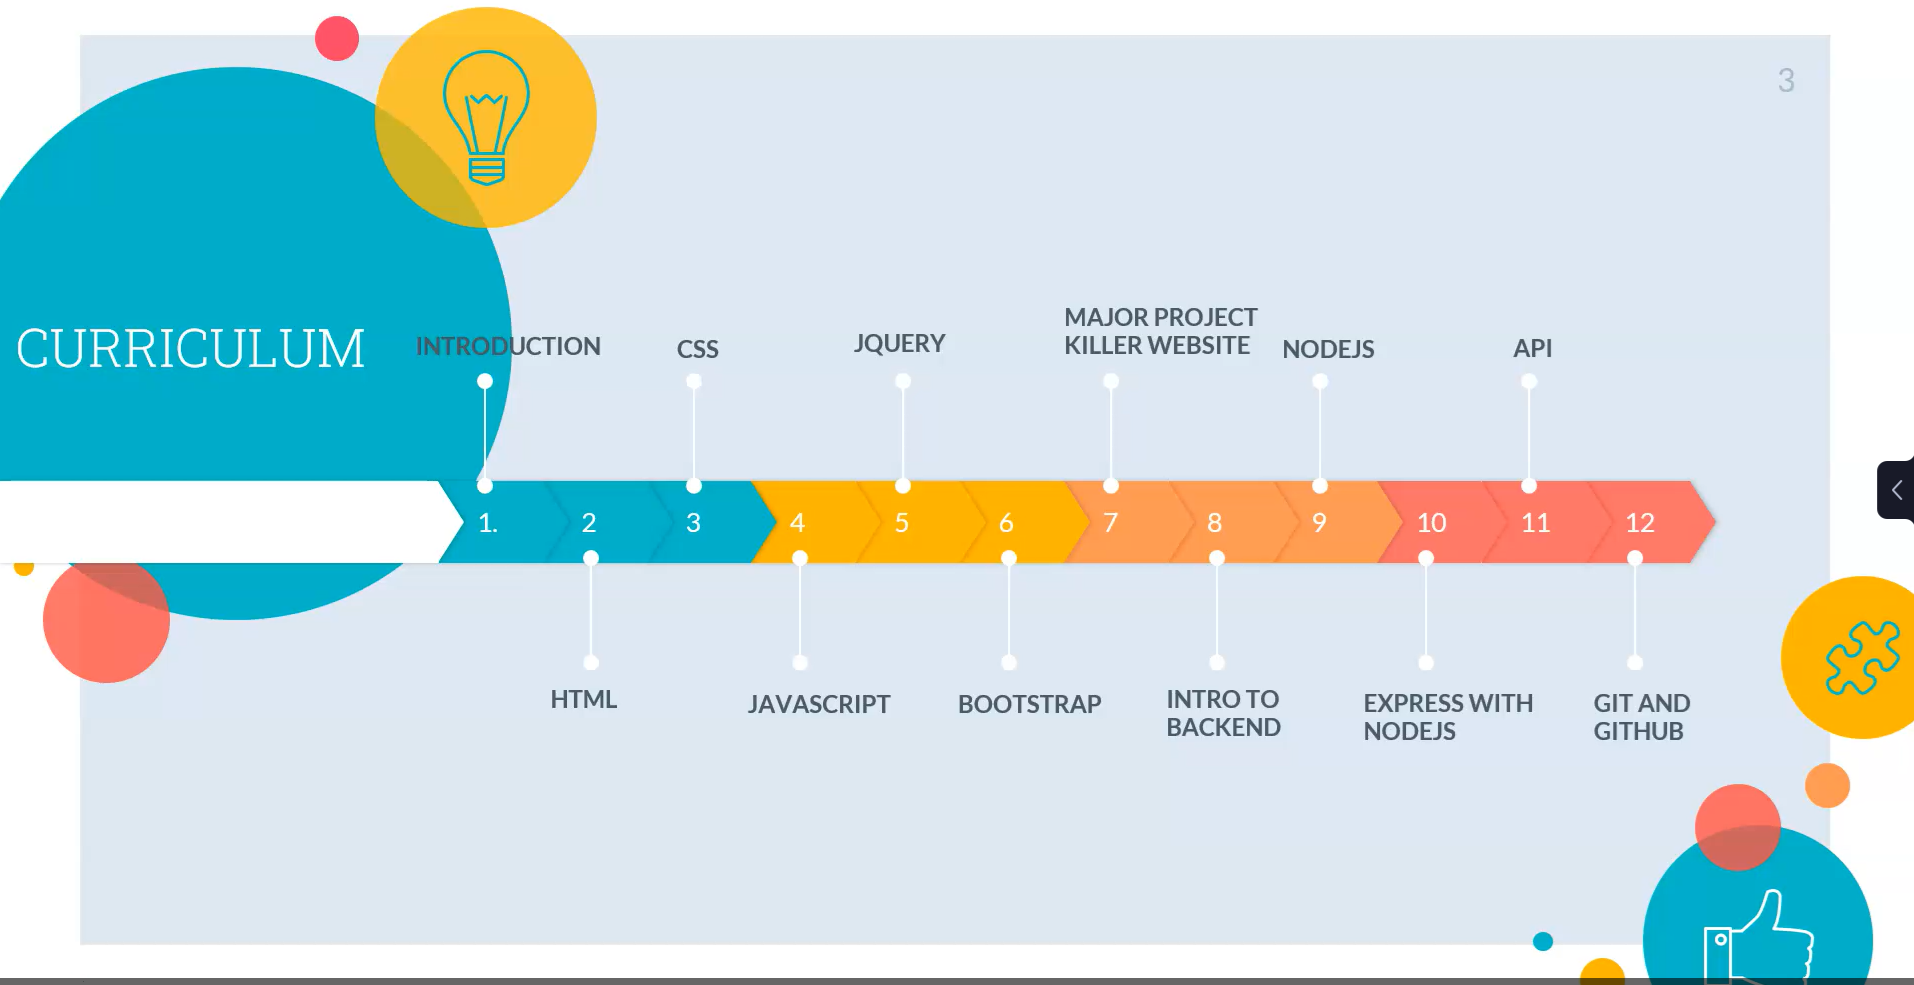 3
CURRICULUM
INTRODUCTION
CSS
JQUERY
MAJOR PROJECT
KILLER WEBSITE
NODEJS
API
1.
2
3
4
5
6
7
8
9
10
11
12
HTML
JAVASCRIPT
BOOTSTRAP
INTRO TO
BACKEND
EXPRESS WITH
NODEJS
GIT AND
GITHUB